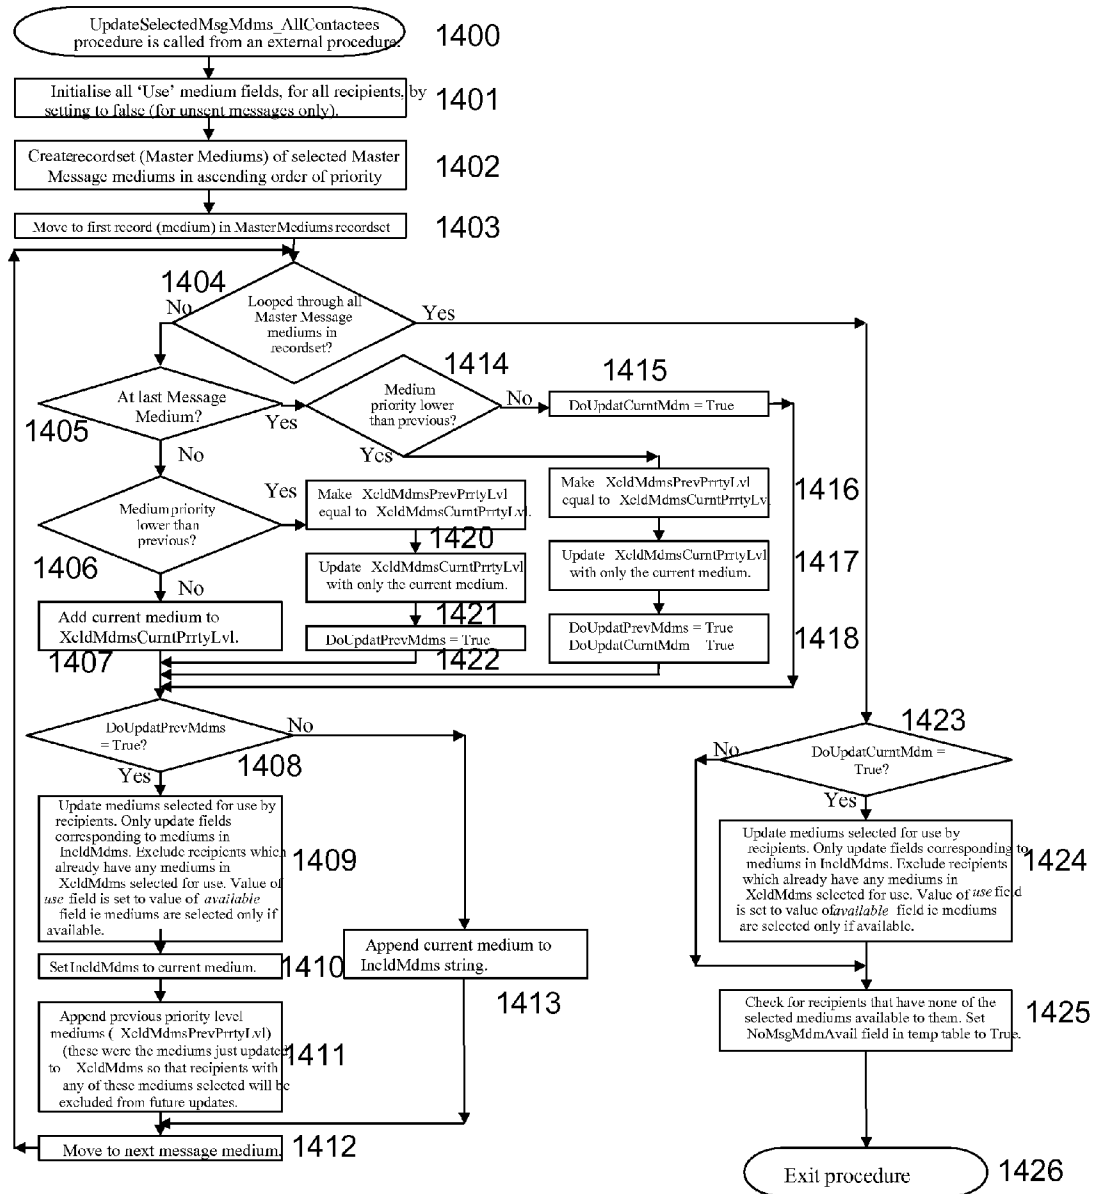 UpdateSelectedMsgMdms_AllContactees
procedure is called from an external procedure.
1400
Initialise all 'Use' medium fields, for all recipients, by
setting to false (for unsent messages only).
1401
Create recordset (Master Mediums) of selected Master
Message mediums in ascending order of priority
1402
Move to first record (medium) in MasterMediums recordset
1403
1404
No
Looped through all
Master Message
mediums in
recordset?
Yes
1414
1415
At last Message
Medium?
1405
Yes
No
Medium
priority lower
than previous?
No
Yes
DoUpdatCurntMdm = True
Medium priority
lower than
previous?
1406
Yes
No
Make XcldMdmsPrevPrrtyLvl
equal to XcldMdmsCurntPrrtyLvl.
1420
Make XcldMdmsPrevPrrtyLvl
equal to XcldMdmsCurntPrrtyLvl.
1416
Update XcldMdmsCurntPrrtyLvl
with only the current medium.
1421
Update XcldMdmsCurntPrrtyLvl
with only the current medium.
1417
Add current medium to
XcldMdmsCurntPrrtyLvl.
1407
DoUpdatPrevMdms = True
1422
DoUpdatPrevMdms = True
DoUpdatCurntMdm True
1418
DoUpdatPrevMdms
= True?
No
1408
Yes
1423
No
DoUpdatCurntMdm =
True?
Yes
Update mediums selected for use by
recipients. Only update fields
corresponding to mediums in
IncldMdms. Exclude recipients which
already have any mediums in
XcldMdms selected for use. Value of
use field is set to value of available
field ie mediums are selected only if
available.
1409
Update mediums selected for use by
recipients. Only update fields corresponding to
mediums in IncldMdms. Exclude recipients
which already have any mediums in
XcldMdms selected for use. Value of use field
is set to value of available field ie mediums
are selected only if available.
1424
Set IncldMdms to current medium.
1410
Append current medium to
IncldMdms string.
1413
Append previous priority level
mediums ( XcldMdmsPrevPrrtyLvl)
(these were the mediums just updated)
to XcldMdms so that recipients with
any of these mediums selected will be
excluded from future updates.
1411
Check for recipients that have none of the
selected mediums available to them. Set
NoMsgMdmAvail field in temp table to True.
1425
Move to next message medium.
1412
Exit procedure
1426